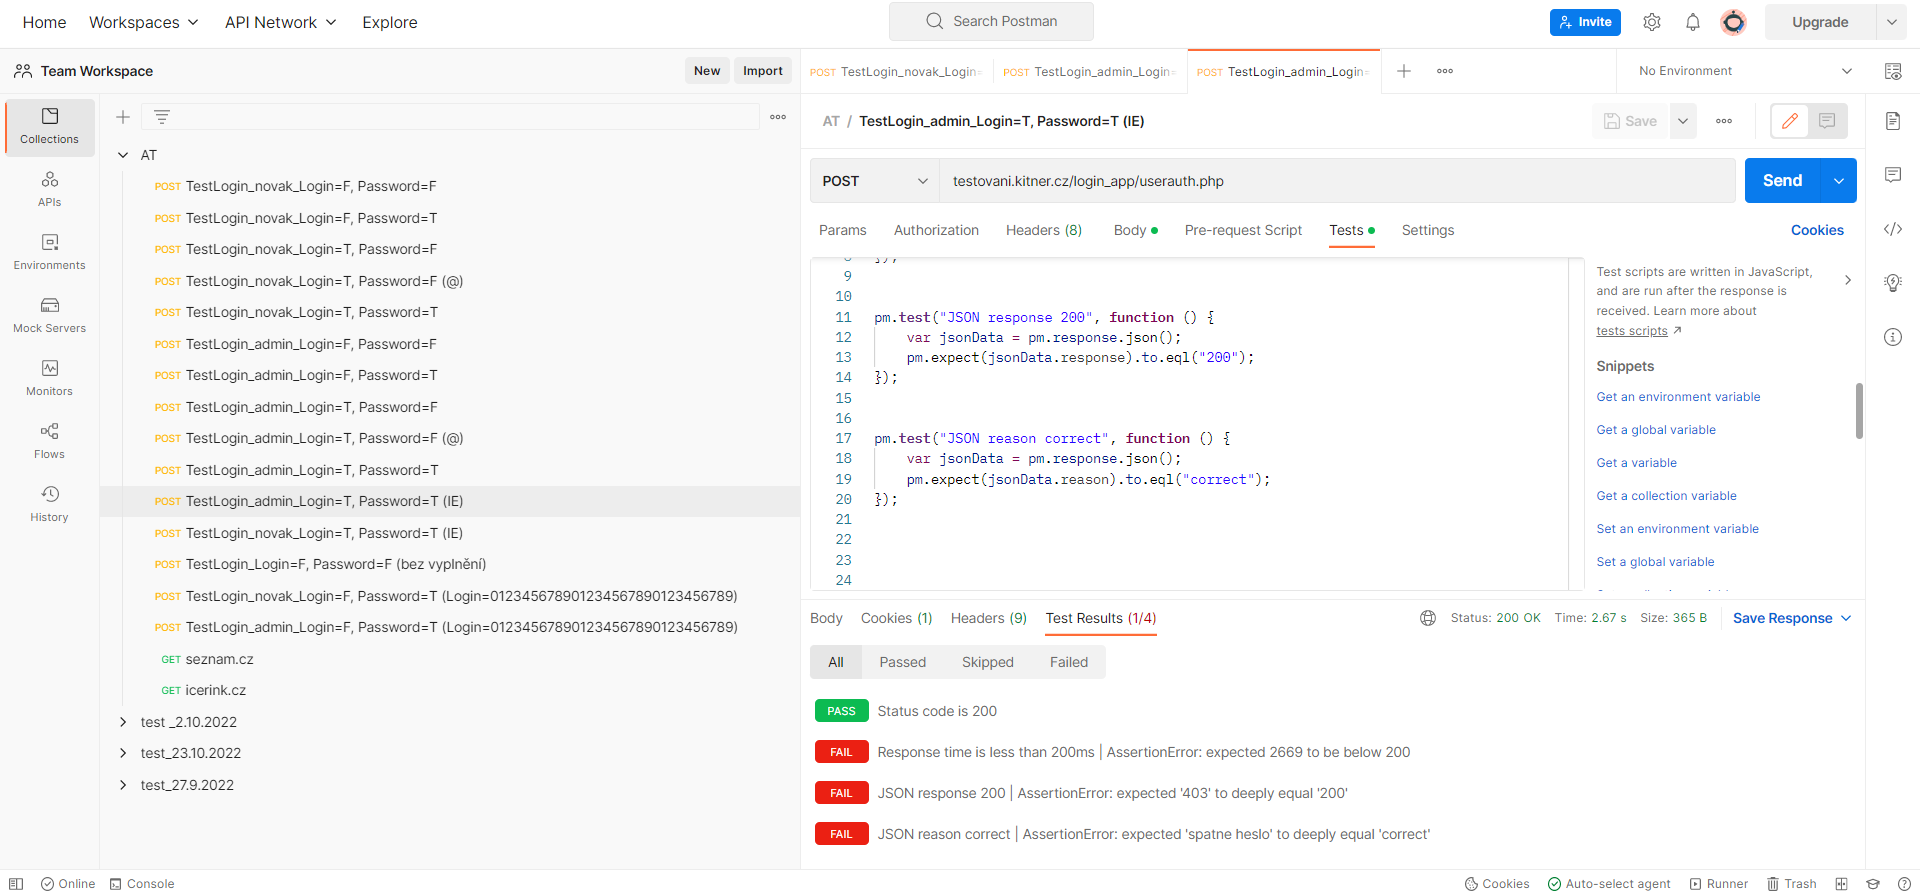 Home Workspaces API Network Explore
Search Postman
Invite
Upgrade
Team Workspace
New Import
POST TestLogin_novak_Login= POST TestLogin_admin_Login= POST TestLogin_admin_Login=
No Environment
Collections
APIs
Environments
Mock Servers
Monitors
Flows
History
AT
POST TestLogin_novak_Login=F, Password=F
POST TestLogin_novak_Login=F, Password=T
POST TestLogin_novak_Login=T, Password=F
POST TestLogin_novak_Login=T, Password=F (@)
POST TestLogin_novak_Login=T, Password=T
POST TestLogin_admin_Login=F, Password=F
POST TestLogin_admin_Login=F, Password=T
POST TestLogin_admin_Login=T, Password=F
POST TestLogin_admin_Login=T, Password=F (@)
POST TestLogin_admin_Login=T, Password=T
POST TestLogin_admin_Login=T, Password=T (IE)
POST TestLogin_novak_Login=T, Password=T (IE)
POST TestLogin_Login=F, Password=F (bez vyplnění)
POST TestLogin_novak_Login=F, Password=T (Login=012345678901234567890123456789)
POST TestLogin_admin_Login=F, Password=T (Login=012345678901234567890123456789)
GET seznam.cz
GET icerink.cz
test _2.10.2022
test_23.10.2022
test_27.9.2022
AT / TestLogin_admin_Login=T, Password=T (IE)
Save
POST
testovani.kitner.cz/login_app/userauth.php
Send
Params Authorization Headers (8) Body Pre-request Script Tests Settings
Cookies
8 });
9
10
11 pm.test("JSON response 200", function () {
12 var jsonData = pm.response.json();
13 pm.expect(jsonData.response).to.eql("200");
14 });
15
16
17 pm.test("JSON reason correct", function () {
18 var jsonData = pm.response.json();
19 pm.expect(jsonData.reason).to.eql("correct");
20 });
21
22
23
24
Test scripts are written in JavaScript,
and are run after the response is
received. Learn more about
tests scripts ↗
Snippets
Get an environment variable
Get a global variable
Get a variable
Get a collection variable
Set an environment variable
Set a global variable
Body Cookies (1) Headers (9) Test Results (1/4)
Status: 200 OK Time: 2.67 s Size: 365 B
Save Response
All Passed Skipped Failed
PASS Status code is 200
FAIL Response time is less than 200ms | AssertionError: expected 2669 to be below 200
FAIL JSON response 200 | AssertionError: expected '403' to deeply equal '200'
FAIL JSON reason correct | AssertionError: expected 'spatne heslo' to deeply equal 'correct'
Online Console
Cookies Auto-select agent Runner Trash